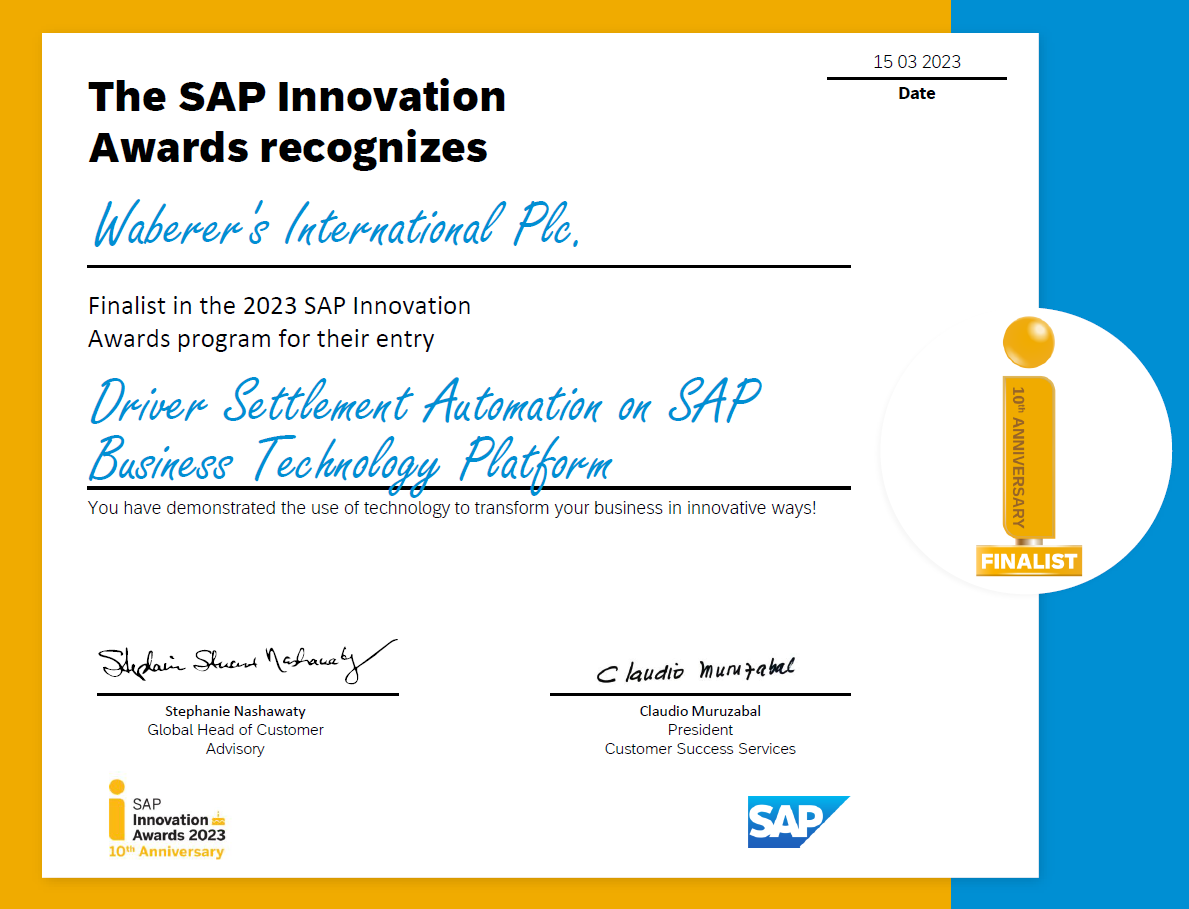 15 03 2023
Date
The SAP Innovation
Awards recognizes
Waberer's International Plc.
Finalist in the 2023 SAP Innovation
Awards program for their entry
Driver Settlement Automation on SAP
Business Technology Platform
You have demonstrated the use of technology to transform your business in innovative ways!
10th ANNIVERSARY
FINALIST
Claudio Muruzabal
Stephanie Nashawaty
Global Head of Customer
Advisory
Claudio Muruzabal
President
Customer Success Services
SAP
Innovation
Awards 2023
10th Anniversary
SAP